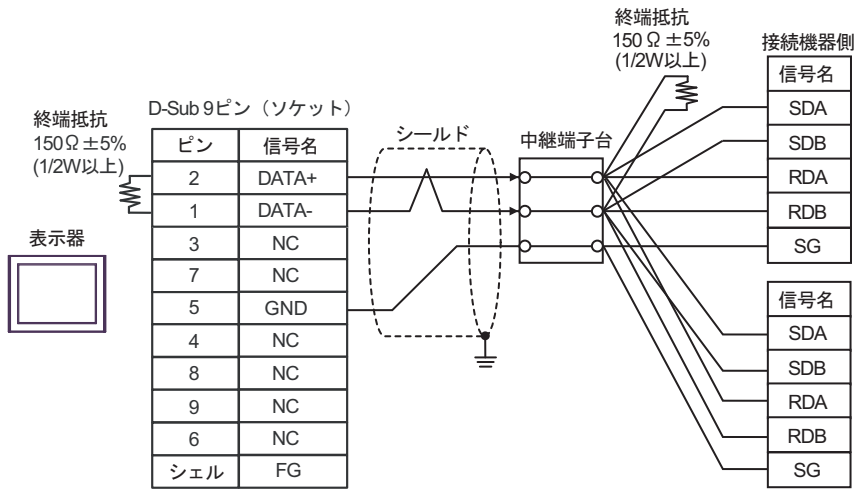 終端抵抗
150Ω±5%
(1/2W以上)
接続機器側
信号名
SDA
SDB
RDA
RDB
SG
終端抵抗
150Ω±5%
(1/2W以上)
D-Sub 9ピン（ソケット）
シールド
中継端子台
表示器
ピン 信号名
2 DATA+
1 DATA-
3 NC
7 NC
5 GND
4 NC
8 NC
9 NC
6 NC
シェル FG
信号名
SDA
SDB
RDA
RDB
SG